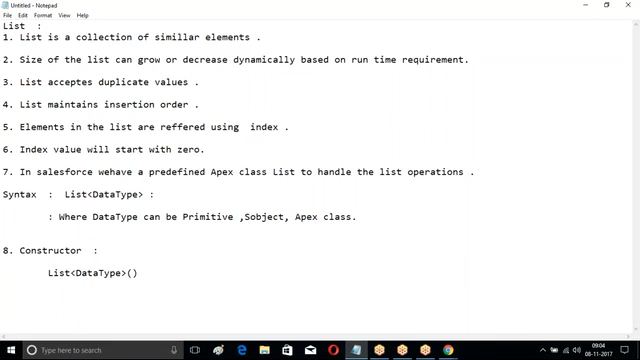 Untitled - Notepad
File Edit Format View Help
List :
1. List is a collection of simillar elements .
2. Size of the list can grow or decrease dynamically based on run time requirement.
3. List acceptes duplicate values .
4. List maintains insertion order .
5. Elements in the list are reffered using index .
6. Index value will start with zero.
7. In salesforce wehave a predefined Apex class List to handle the list operations .
Syntax : List<DataType> :
: Where DataType can be Primitive ,Sobject, Apex class.
8. Constructor :
List<DataType>()
Type here to search
09:04
08-11-2017